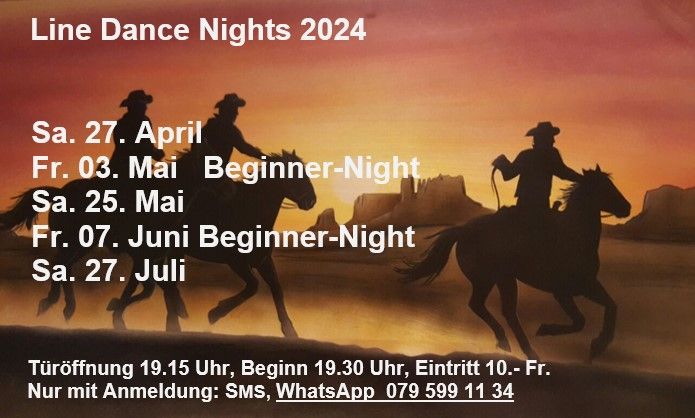 Line Dance Nights 2024
Sa. 27. April
Fr. 03. Mai Beginner-Night
Sa. 25. Mai
Fr. 07. Juni Beginner-Night
Sa. 27. Juli
Türöffnung 19.15 Uhr, Beginn 19.30 Uhr, Eintritt 10.- Fr.
Nur mit Anmeldung: SMS, WhatsApp 079 599 11 34